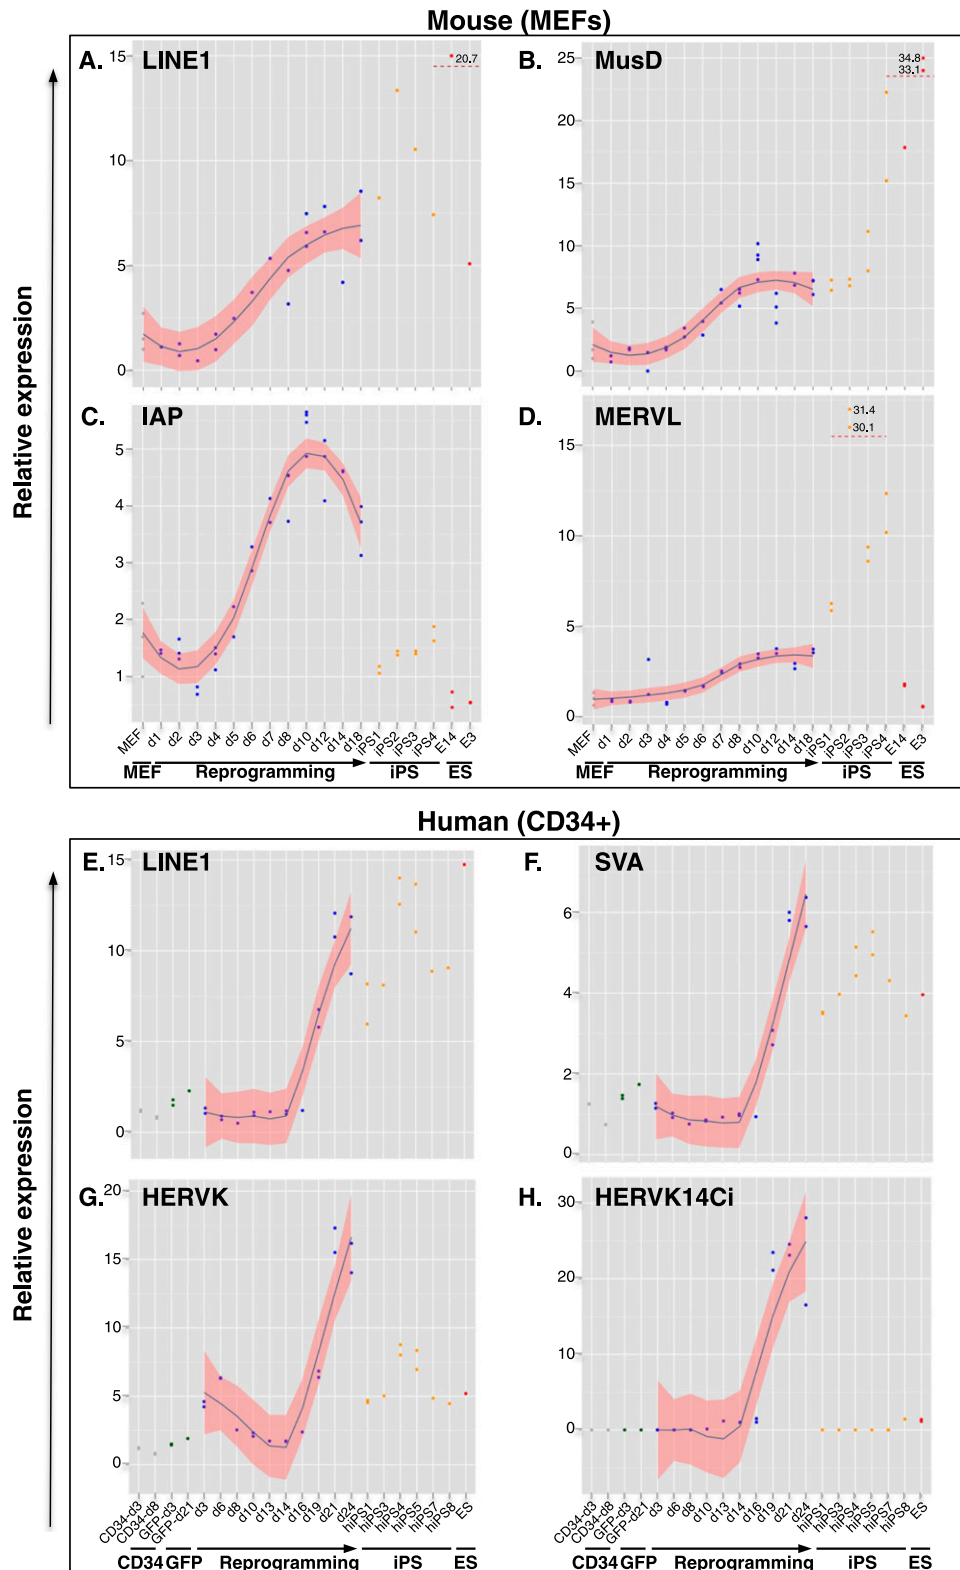 Mouse (MEFs)
A. LINE1
15
10
5
0
20.7
B. MusD
25
20
15
10
5
0
34.8
33.1
C. IAP
5
4
3
2
1
D. MERVL
15
10
5
0
31.4
30.1
Relative expression
MEF d1 d2 d3 d4 d5 d6 d7 d8 d10 d12 d14 d18 iPS1 iPS2 iPS3 iPS4 E14 E3
MEF Reprogramming iPS ES
MEF d1 d2 d3 d4 d5 d6 d7 d8 d10 d12 d14 d18 iPS1 iPS2 iPS3 iPS4 E14 E3
MEF Reprogramming iPS ES
Human (CD34+)
E. LINE1
15
10
5
0
F. SVA
6
4
2
0
G. HERVK
20
15
10
5
0
H. HERVK14Ci
30
20
10
0
Relative expression
CD34-d3 CD34-d8 GFP-d3 GFP-d21 d3 d6 d8 d10 d13 d14 d16 d19 d21 d24 hiPS1 hiPS3 hiPS4 hiPS5 hiPS7 hiPS8 ES
CD34 GFP Reprogramming iPS ES
CD34-d3 CD34-d8 GFP-d3 GFP-d21 d3 d6 d8 d10 d13 d14 d16 d19 d21 d24 hiPS1 hiPS3 hiPS4 hiPS5 hiPS7 hiPS8 ES
CD34 GFP Reprogramming iPS ES